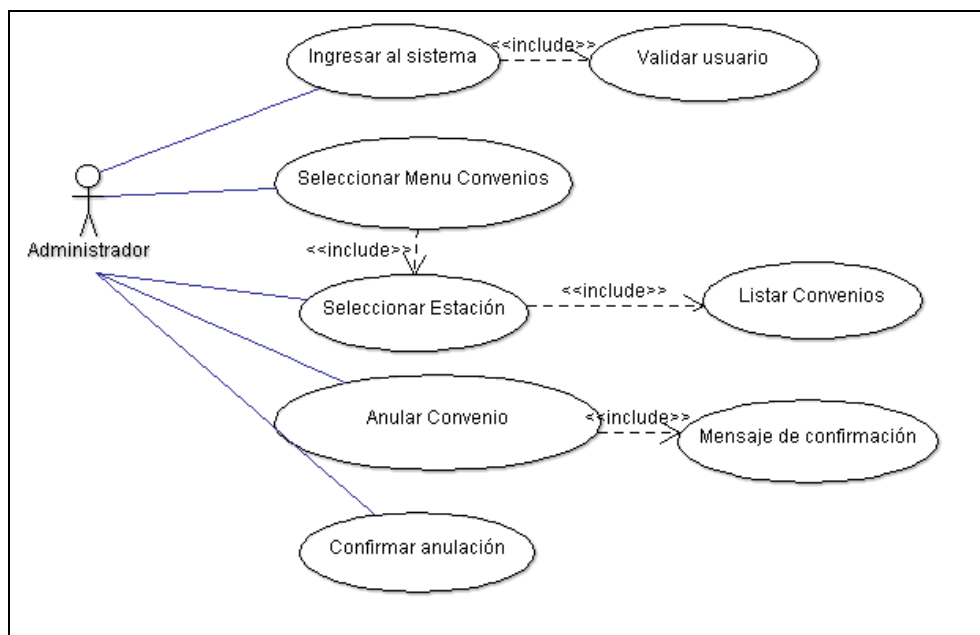 Ingresar al sistema
<<include>>
Validar usuario
Seleccionar Menu Convenios
Administrador
<<include>>
Seleccionar Estación
<<include>>
Listar Convenios
Anular Convenio
<<include>>
Mensaje de confirmación
Confirmar anulación